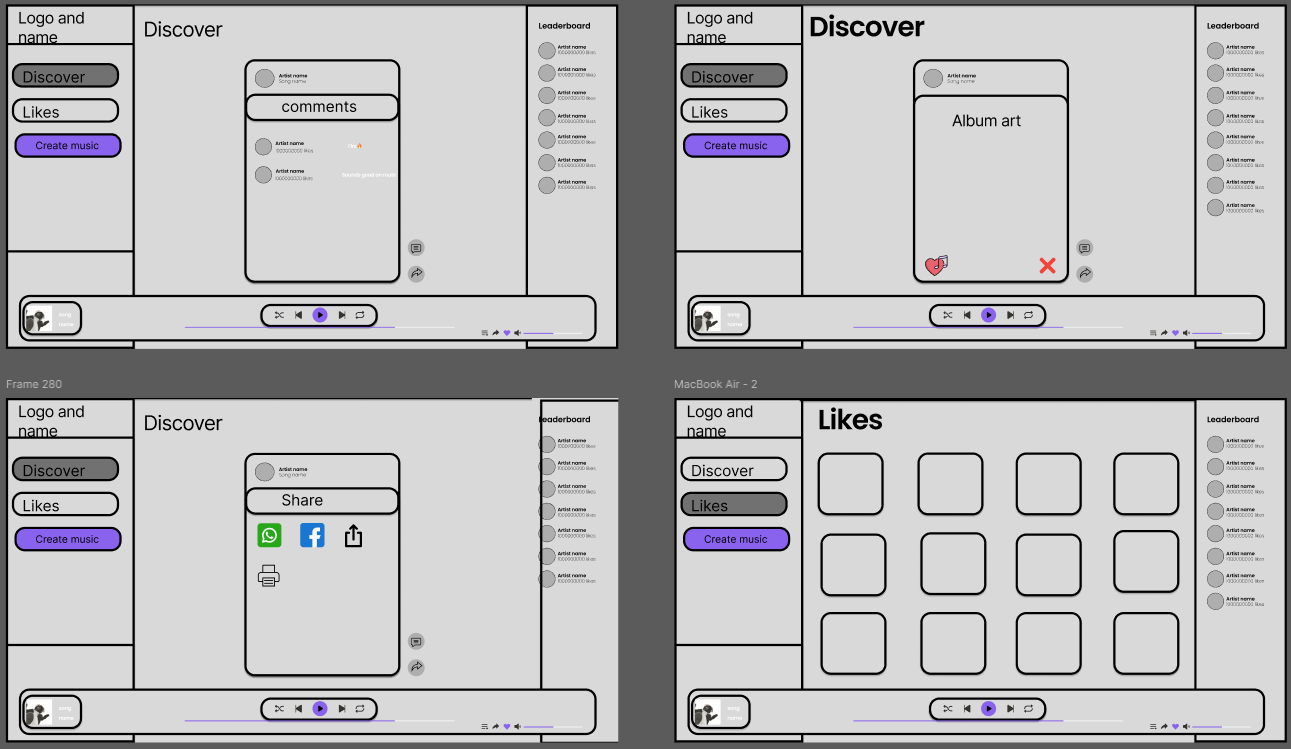 Logo and
name
Discover
Leaderboard
Discover
Likes
Create music
Artist name
Song name
comments
Artist name
1000000000 likes
Artist name
1000000000 likes
Sounds good on mute
Artist name
1000000000 likes
Artist name
1000000000 likes
Artist name
1000000000 likes
Artist name
1000000000 likes
Artist name
1000000000 likes
Artist name
1000000000 likes
Artist name
1000000000 likes
song
name
Logo and
name
Discover
Leaderboard
Discover
Likes
Create music
Artist name
Song name
Album art
Artist name
1000000000 likes
Artist name
1000000000 likes
Artist name
1000000000 likes
Artist name
1000000000 likes
Artist name
1000000000 likes
Artist name
1000000000 likes
Artist name
1000000000 likes
Artist name
1000000000 likes
song
name
Frame 280
Logo and
name
Discover
Leaderboard
Discover
Likes
Create music
Artist name
Song name
Share
Artist name
1000000000 likes
Artist name
1000000000 likes
Artist name
1000000000 likes
Artist name
1000000000 likes
Artist name
1000000000 likes
Artist name
1000000000 likes
Artist name
1000000000 likes
song
name
MacBook Air - 2
Logo and
name
Likes
Leaderboard
Discover
Likes
Create music
Artist name
1000000000 likes
Artist name
1000000000 likes
Artist name
1000000000 likes
Artist name
1000000000 likes
Artist name
1000000000 likes
Artist name
1000000000 likes
Artist name
1000000000 likes
Artist name
1000000000 likes
song
name